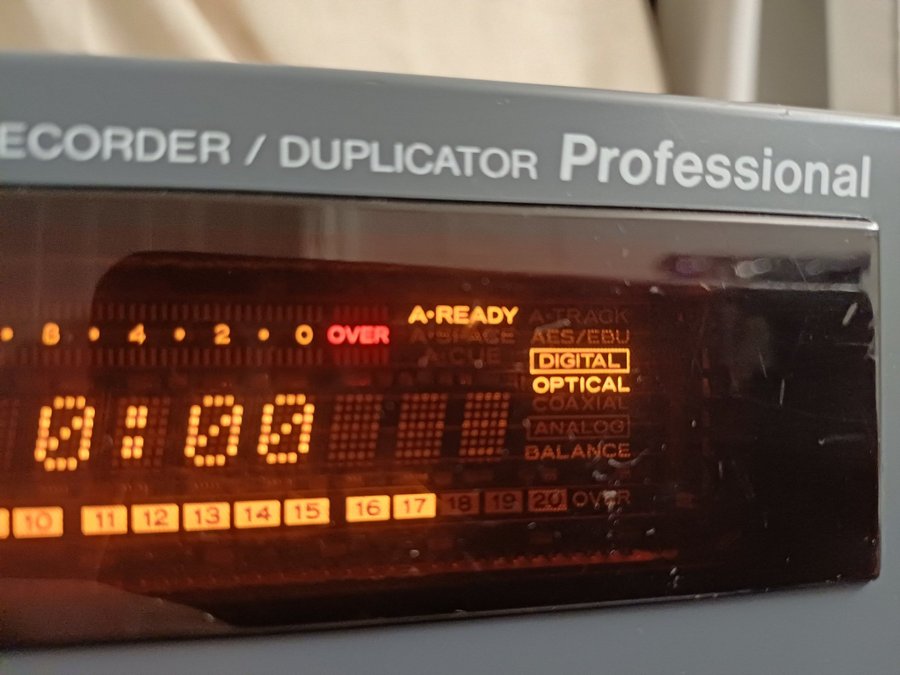 ECORDER / DUPLICATOR Professional
8 • 4 • 2 • 0 OVER
A•READY
A•SPACE
A•CUE
A•TRACK
AES/EBU
DIGITAL
OPTICAL
COAXIAL
ANALOG
BALANCE
0:00
10 11 12 13 14 15 16 17 18 19 20 OVER